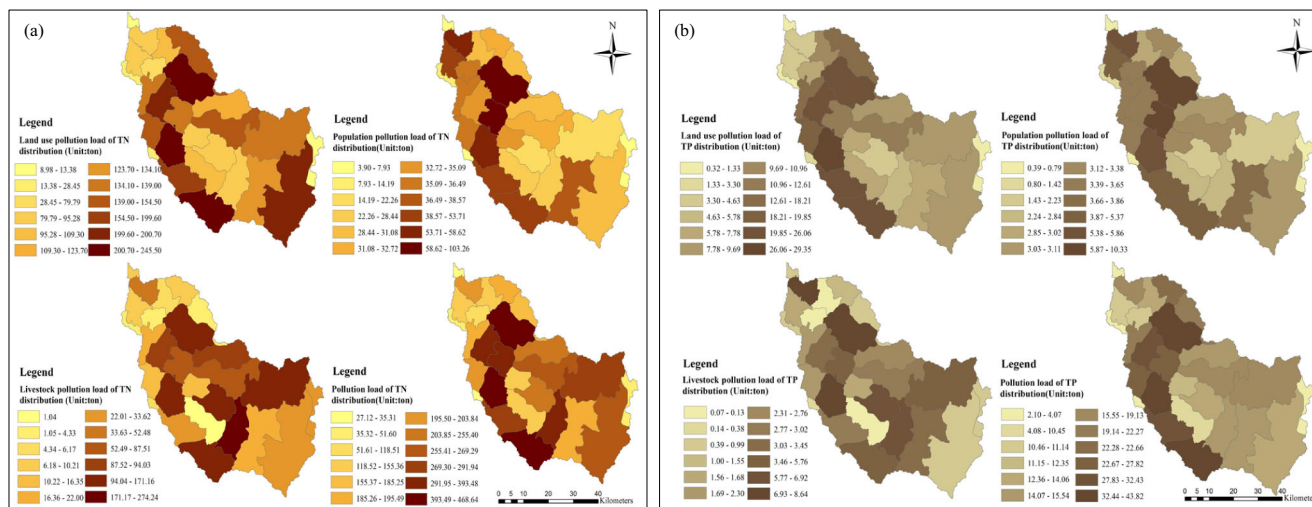 (a)
N
Legend
Land use pollution load of TN
distribution (Unit:ton)
8.98 - 13.38
13.38 - 28.45
28.45 - 79.79
79.79 - 95.28
95.28 - 109.30
109.30 - 123.70
123.70 - 134.10
134.10 - 139.00
139.00 - 154.50
154.50 - 199.60
199.60 - 200.70
200.70 - 245.50
Legend
Population pollution load of TN
distribution(Unit:ton)
3.90 - 7.93
7.93 - 14.19
14.19 - 22.26
22.26 - 28.44
28.44 - 31.08
31.08 - 32.72
32.72 - 35.09
35.09 - 36.49
36.49 - 38.57
38.57 - 53.71
53.71 - 58.62
58.62 - 103.26
Legend
Livestock pollution load of TN
distribution (Unit:ton)
1.04
1.05 - 4.33
4.34 - 6.17
6.18 - 10.21
10.22 - 16.35
16.36 - 22.00
22.01 - 33.62
33.63 - 52.48
52.49 - 87.51
87.52 - 94.03
94.04 - 171.16
171.17 - 274.24
Legend
Pollution load of TN
distribution(Unit:ton)
27.12 - 35.31
35.32 - 51.60
51.61 - 118.51
118.52 - 155.36
155.37 - 185.25
185.26 - 195.49
195.50 - 203.84
203.85 - 255.40
255.41 - 269.29
269.30 - 291.94
291.95 - 393.48
393.49 - 468.64
0 5 10 20 30 40
Kilometers
(b)
N
Legend
Land use pollution load of
TP distribution (Unit:ton)
0.32 - 1.33
1.33 - 3.30
3.30 - 4.63
4.63 - 5.78
5.78 - 7.78
7.78 - 9.69
9.69 - 10.96
10.96 - 12.61
12.61 - 18.21
18.21 - 19.85
19.85 - 26.06
26.06 - 29.35
Legend
Population pollution load of
TP distribution(Unit:ton)
0.39 - 0.79
0.80 - 1.42
1.43 - 2.23
2.24 - 2.84
2.85 - 3.02
3.03 - 3.11
3.12 - 3.38
3.39 - 3.65
3.66 - 3.86
3.87 - 5.37
5.38 - 5.86
5.87 - 10.33
Legend
Livestock pollution load of TP
distribution (Unit:ton)
0.07 - 0.13
0.14 - 0.38
0.39 - 0.99
1.00 - 1.55
1.56 - 1.68
1.69 - 2.30
2.31 - 2.76
2.77 - 3.02
3.03 - 3.45
3.46 - 5.76
5.77 - 6.92
6.93 - 8.64
Legend
Pollution load of TP
distribution(Unit:ton)
2.10 - 4.07
4.08 - 10.45
10.46 - 11.14
11.15 - 12.35
12.36 - 14.06
14.07 - 15.54
15.55 - 19.13
19.14 - 22.27
22.28 - 22.66
22.67 - 27.82
27.83 - 32.43
32.44 - 43.82
0 5 10 20 30 40
Kilometers